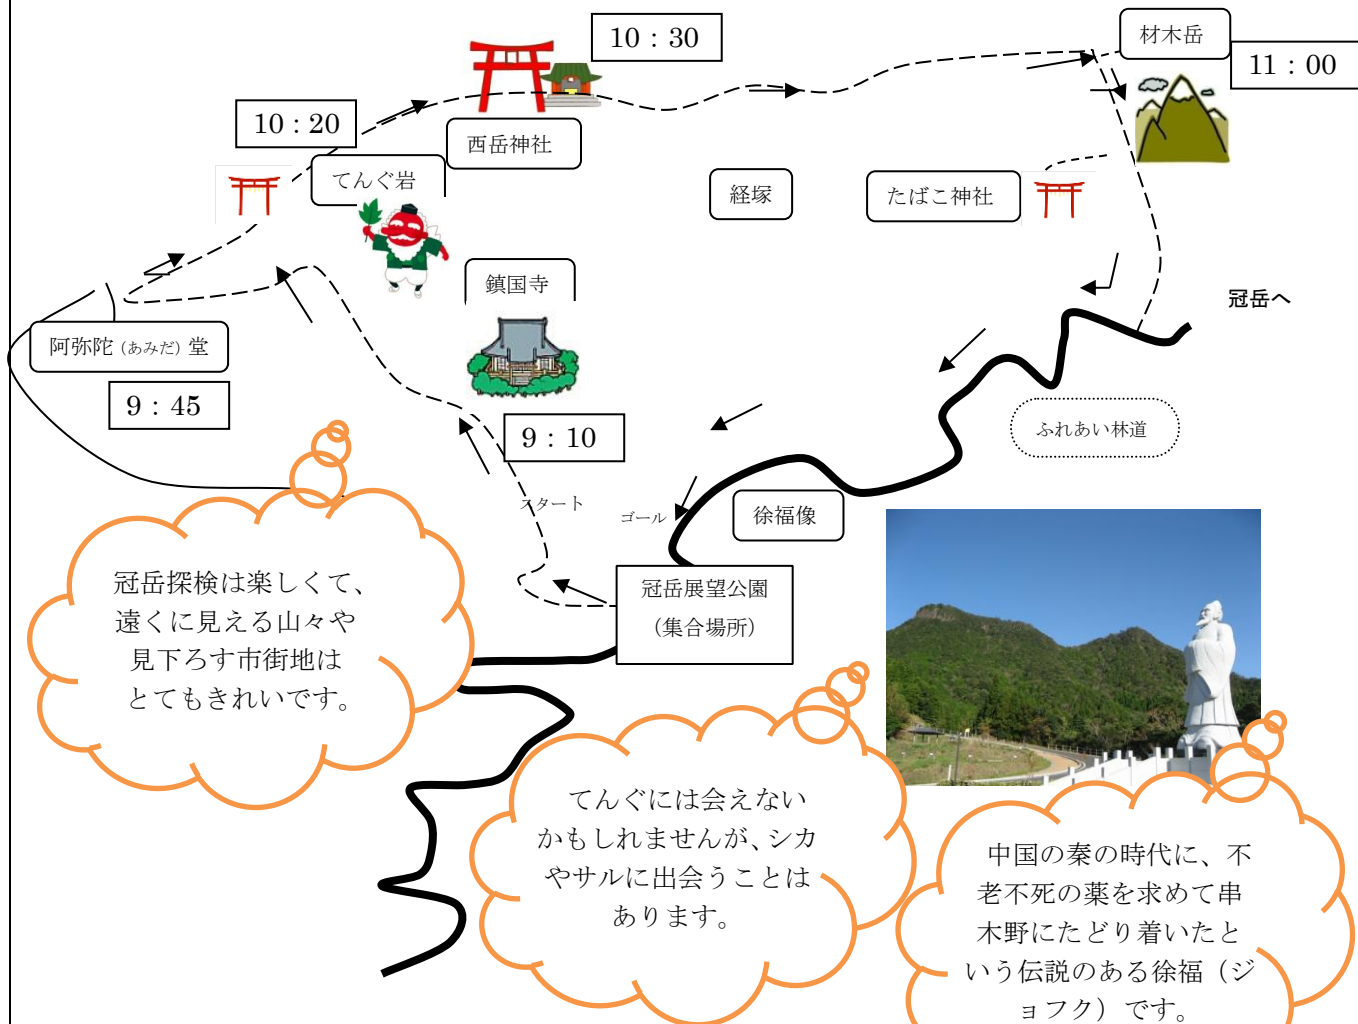 10：30
材木岳
11：00
10：20
西岳神社
てんぐ岩
経塚
たばこ神社
鎮国寺
冠岳へ
阿弥陀（あみだ）堂
9：45
9：10
ふれあい林道
スタート
ゴール
徐福像
冠岳展望公園
（集合場所）
冠岳探検は楽しくて、
遠くに見える山々や
見下ろす市街地は
とてもきれいです。
てんぐには会えない
かもしれませんが、シカ
やサルに出会うことは
あります。
中国の秦の時代に、不
老不死の薬を求めて串
木野にたどり着いたと
いう伝説のある徐福（ジ
ョフク）です。